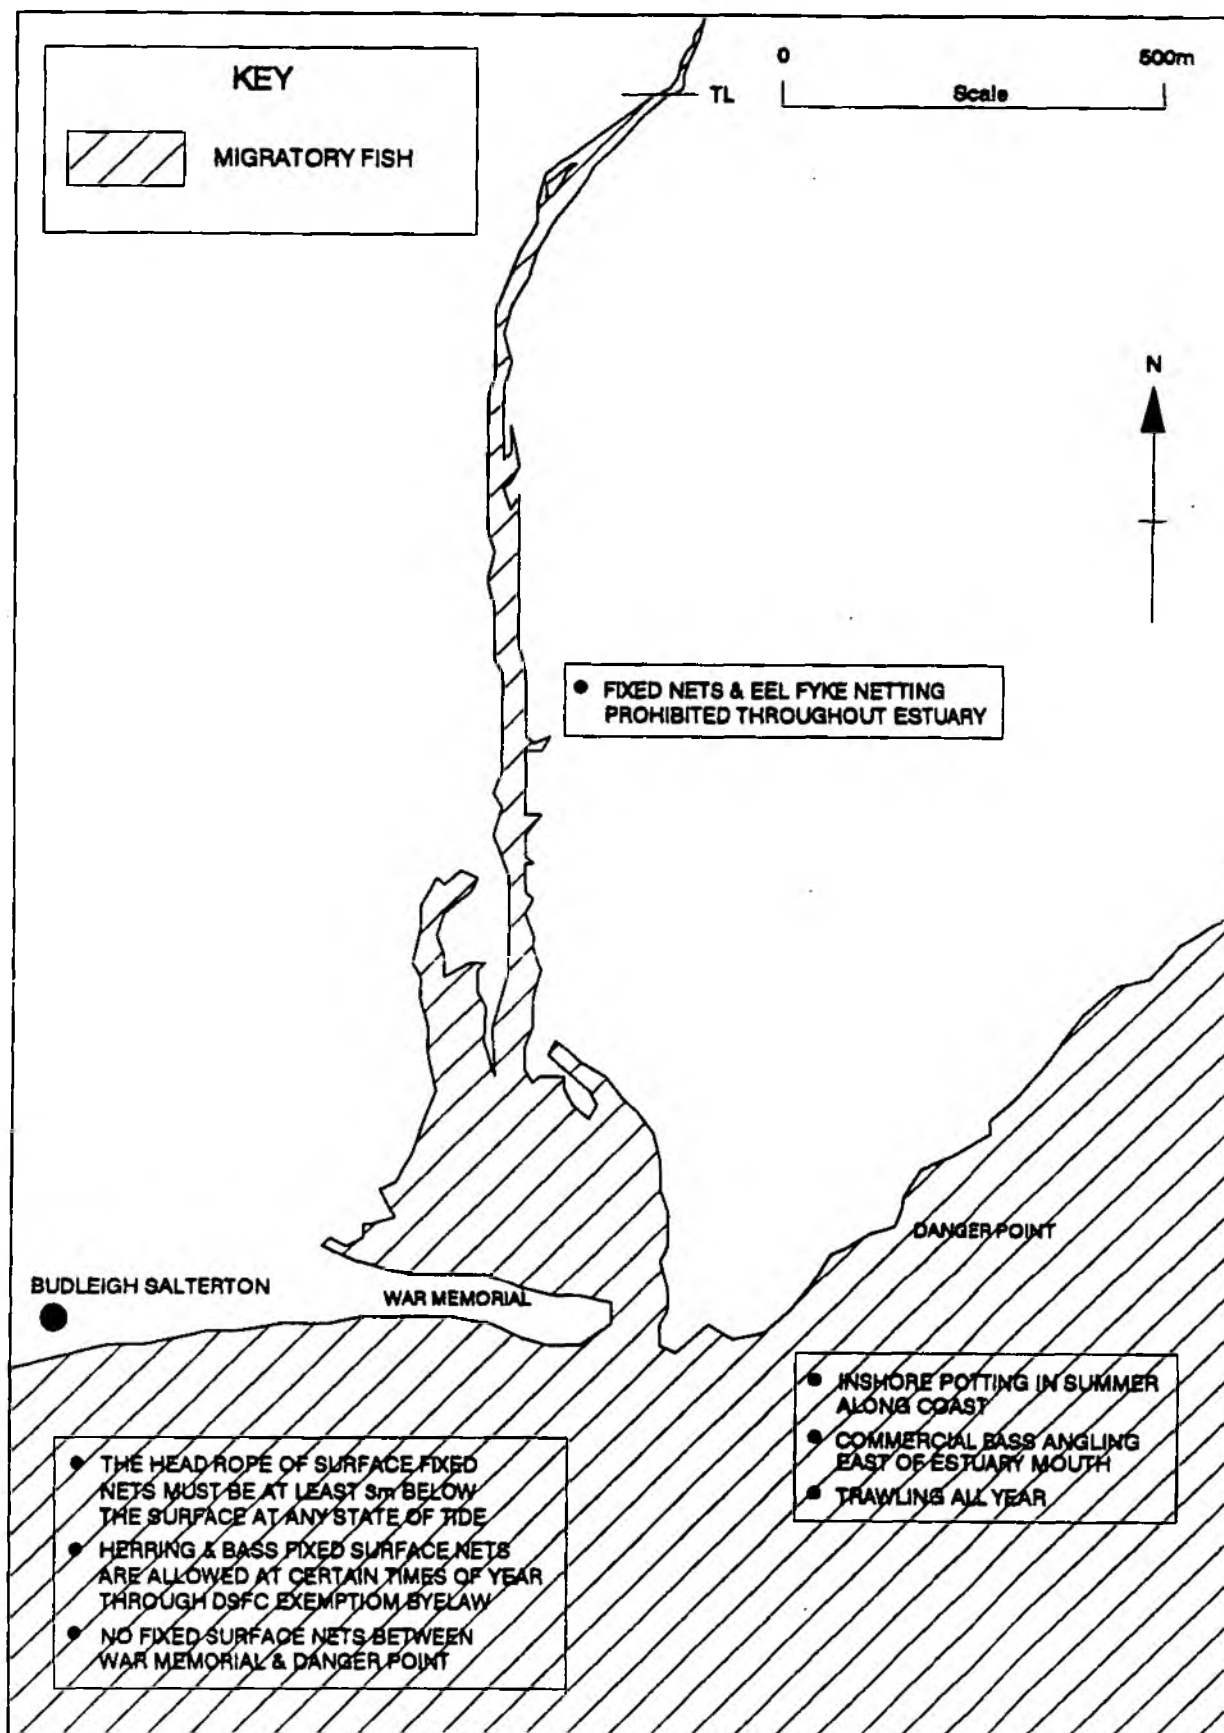 KEY
MIGRATORY FISH
TL
0 500m
Scale
N
● FIXED NETS & EEL FYKE NETTING
PROHIBITED THROUGHOUT ESTUARY
DANGER POINT
BUDLEIGH SALTERTON
WAR MEMORIAL
● INSHORE POTTING IN SUMMER
ALONG COAST
● COMMERCIAL BASS ANGLING
EAST OF ESTUARY MOUTH
● TRAWLING ALL YEAR
● THE HEAD ROPE OF SURFACE FIXED
NETS MUST BE AT LEAST 3m BELOW
THE SURFACE AT ANY STATE OF TIDE
● HERRING & BASS FIXED SURFACE NETS
ARE ALLOWED AT CERTAIN TIMES OF YEAR
THROUGH DSFC EXEMPTIOM BYELAW
● NO FIXED SURFACE NETS BETWEEN
WAR MEMORIAL & DANGER POINT